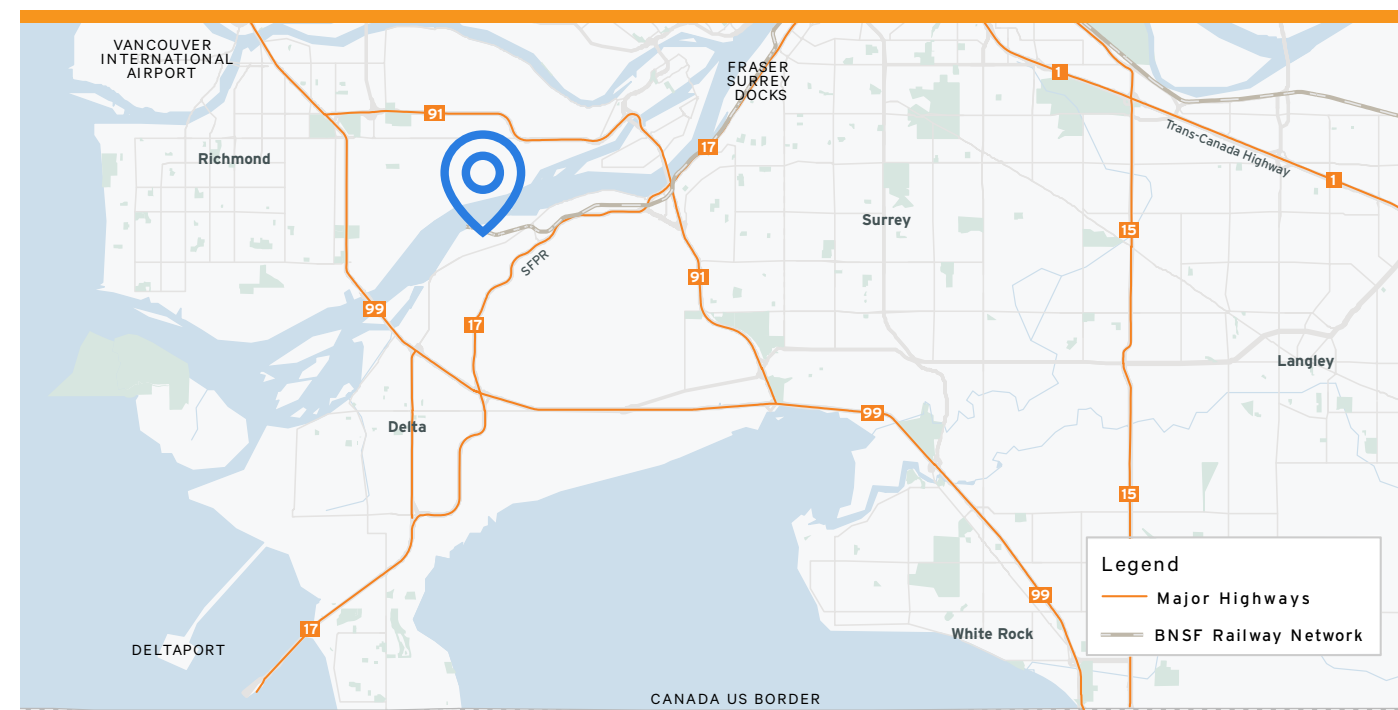 VANCOUVER
INTERNATIONAL
AIRPORT
FRASER
SURREY
DOCKS
1
91
17
Trans-Canada Highway
Richmond
1
Surrey
15
SFPR
91
99
17
Langley
99
Delta
15
Legend
Major Highways
BNSF Railway Network
99
17
White Rock
DELTAPORT
CANADA US BORDER